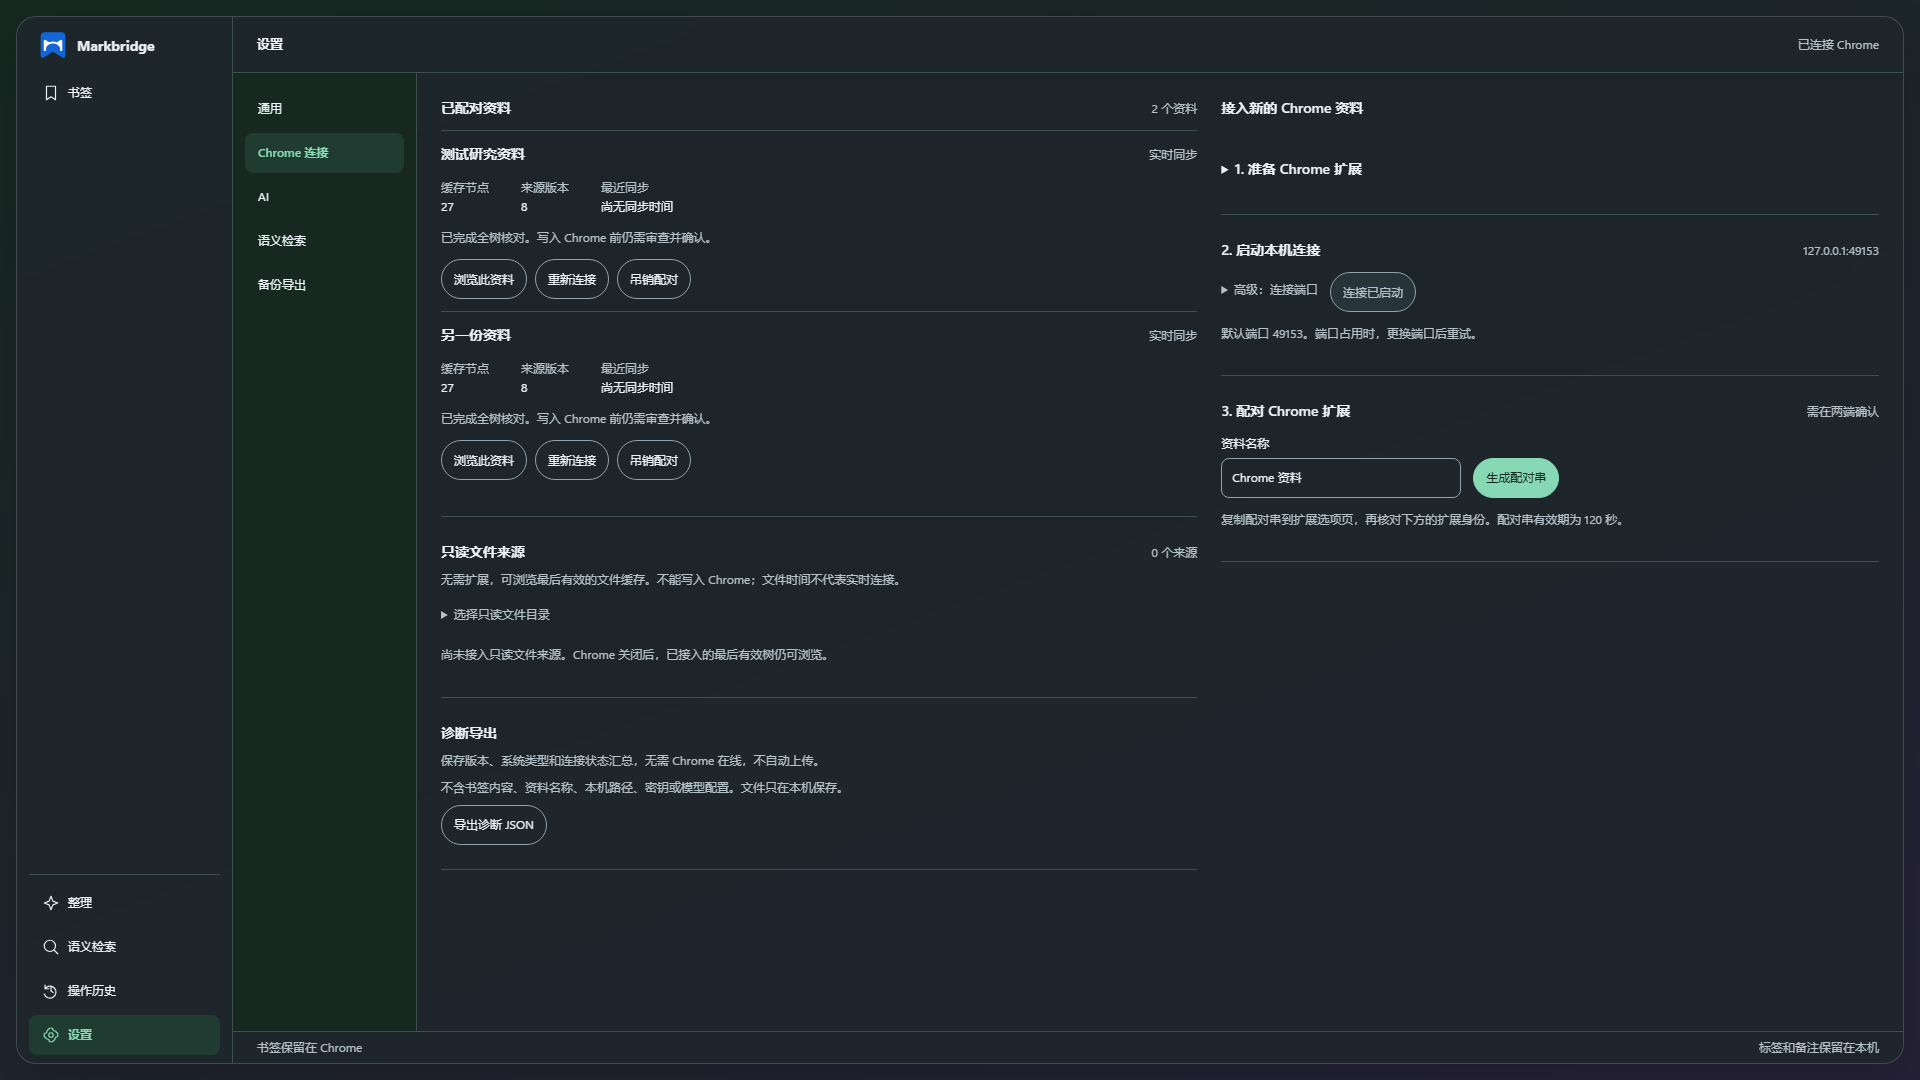 Markbridge
书签
整理
语义检索
操作历史
设置
设置
已连接 Chrome
通用
Chrome 连接
AI
语义检索
备份导出
已配对资料
2 个资料
测试研究资料
实时同步
缓存节点 来源版本 最近同步
27 8 尚无同步时间
已完成全树核对。写入 Chrome 前仍需审查并确认。
浏览此资料 重新连接 吊销配对
另一份资料
实时同步
缓存节点 来源版本 最近同步
27 8 尚无同步时间
已完成全树核对。写入 Chrome 前仍需审查并确认。
浏览此资料 重新连接 吊销配对
只读文件来源
0 个来源
无需扩展，可浏览最后有效的文件缓存。不能写入 Chrome；文件时间不代表实时连接。
选择只读文件目录
尚未接入只读文件来源。Chrome 关闭后，已接入的最后有效树仍可浏览。
诊断导出
保存版本、系统类型和连接状态汇总，无需 Chrome 在线，不自动上传。
不含书签内容、资料名称、本机路径、密钥或模型配置。文件只在本机保存。
导出诊断 JSON
接入新的 Chrome 资料
1. 准备 Chrome 扩展
2. 启动本机连接
127.0.0.1:49153
高级：连接端口 连接已启动
默认端口 49153。端口占用时，更换端口后重试。
3. 配对 Chrome 扩展
需在两端确认
资料名称
Chrome 资料 生成配对串
复制配对串到扩展选项页，再核对下方的扩展身份。配对串有效期为 120 秒。
书签保留在 Chrome
标签和备注保留在本机